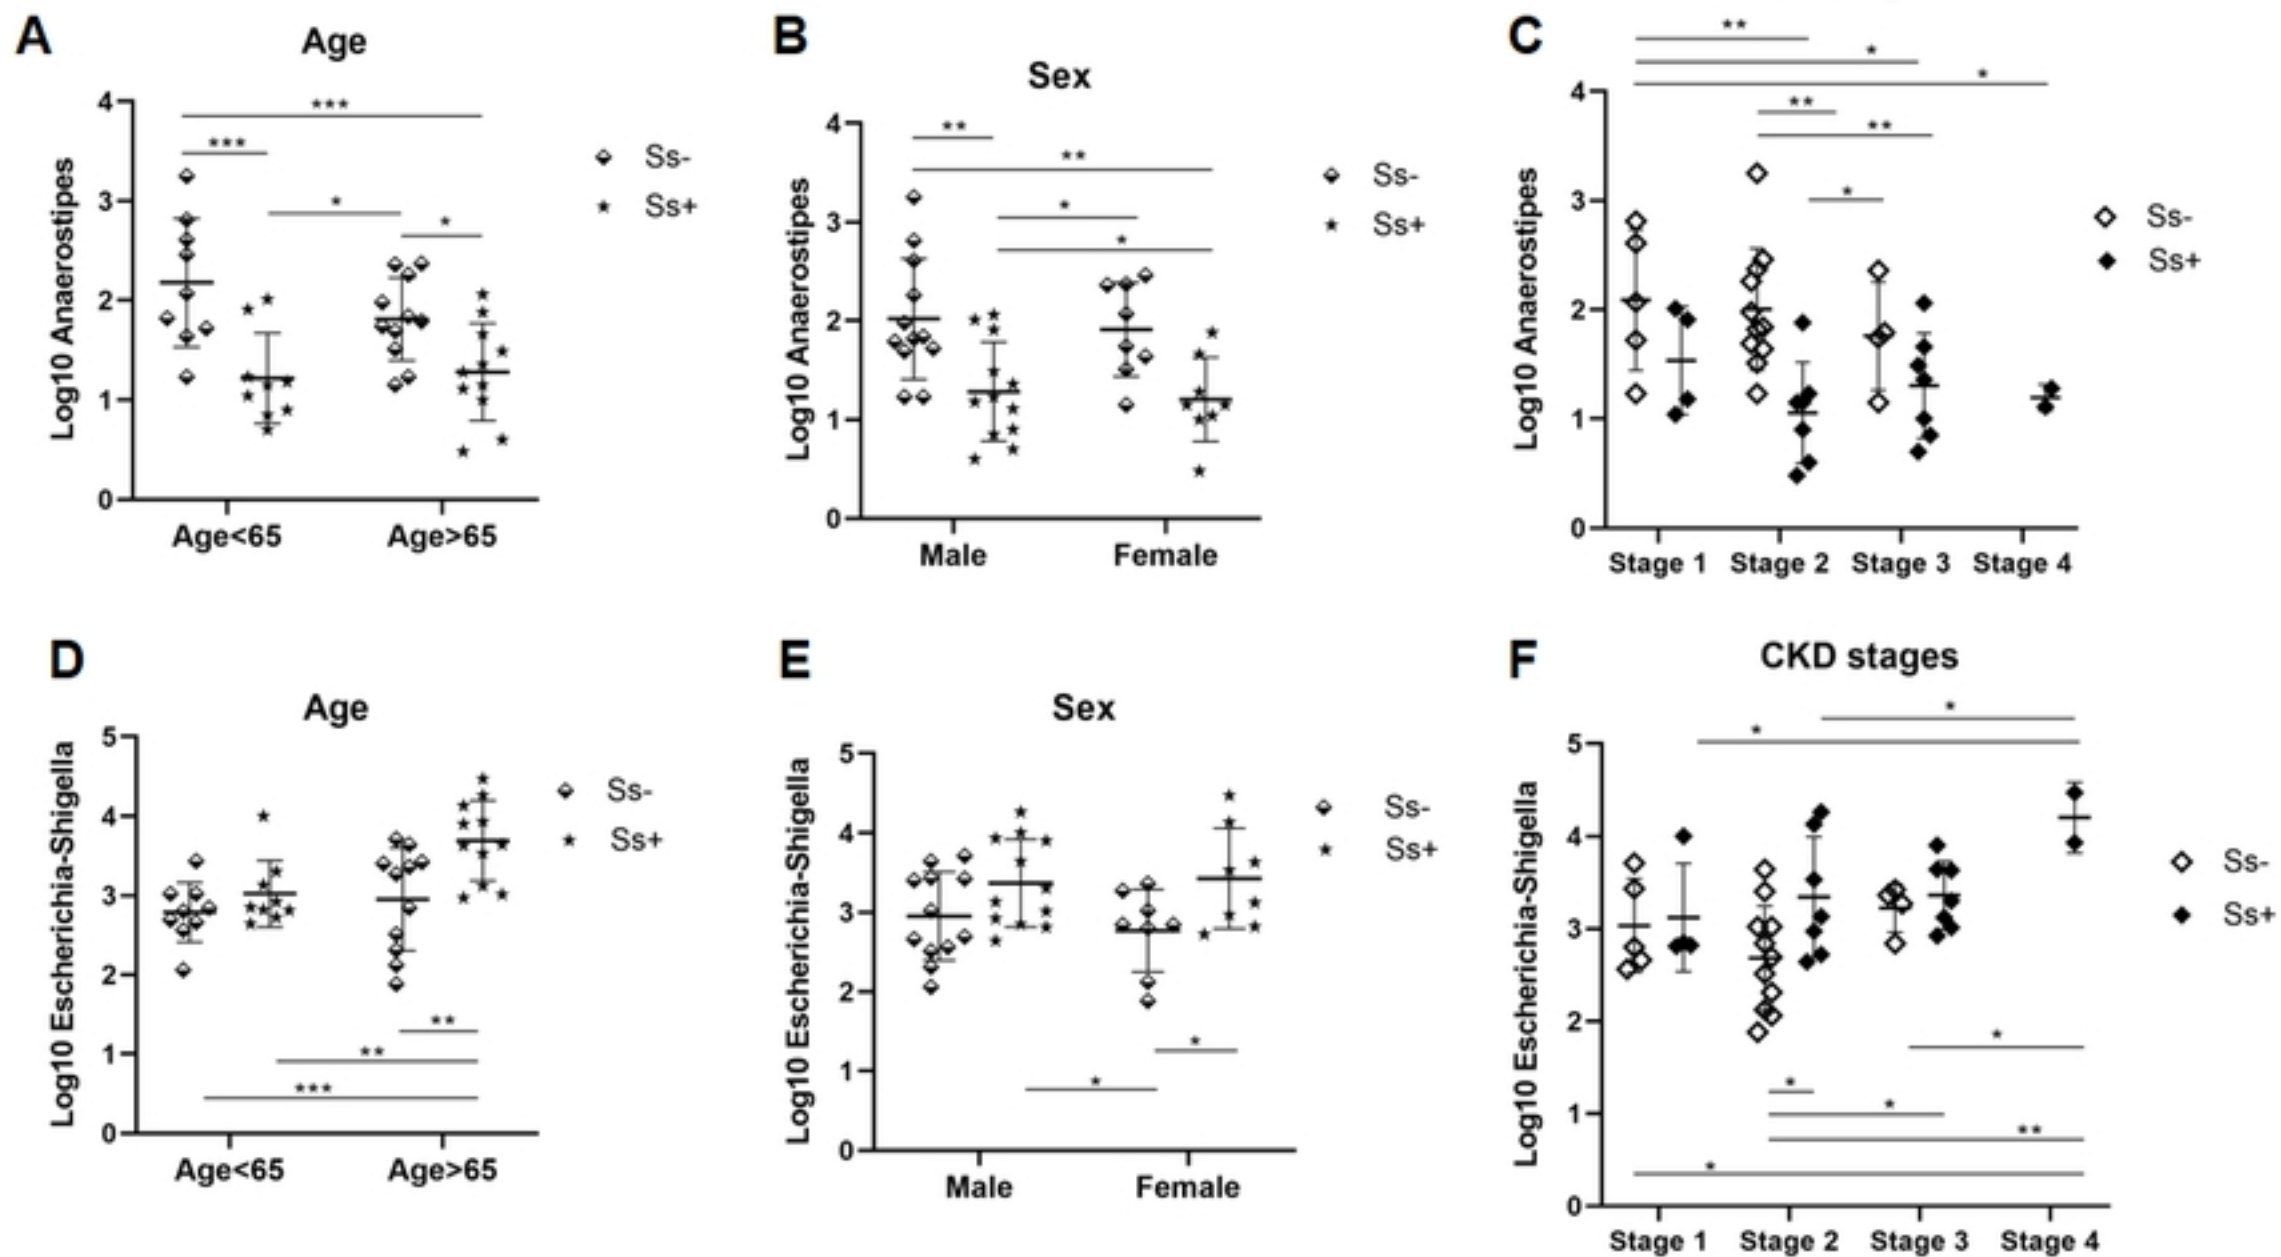 A
Age
***
***
*
*
Log10 Anaerostipes
4
3
2
1
0
Age<65
Age>65
Ss-
Ss+
B
Sex
**
**
*
*
Log10 Anaerostipes
4
3
2
1
0
Male
Female
Ss-
Ss+
C
**
*
*
**
**
*
Log10 Anaerostipes
4
3
2
1
0
Stage 1
Stage 2
Stage 3
Stage 4
Ss-
Ss+
D
Age
Log10 Escherichia-Shigella
5
4
3
2
1
0
**
**
***
Age<65
Age>65
Ss-
Ss+
E
Sex
Log10 Escherichia-Shigella
5
4
3
2
1
0
*
*
Male
Female
Ss-
Ss+
F
CKD stages
*
*
Log10 Escherichia-Shigella
5
4
3
2
1
0
*
*
*
**
*
Stage 1
Stage 2
Stage 3
Stage 4
Ss-
Ss+